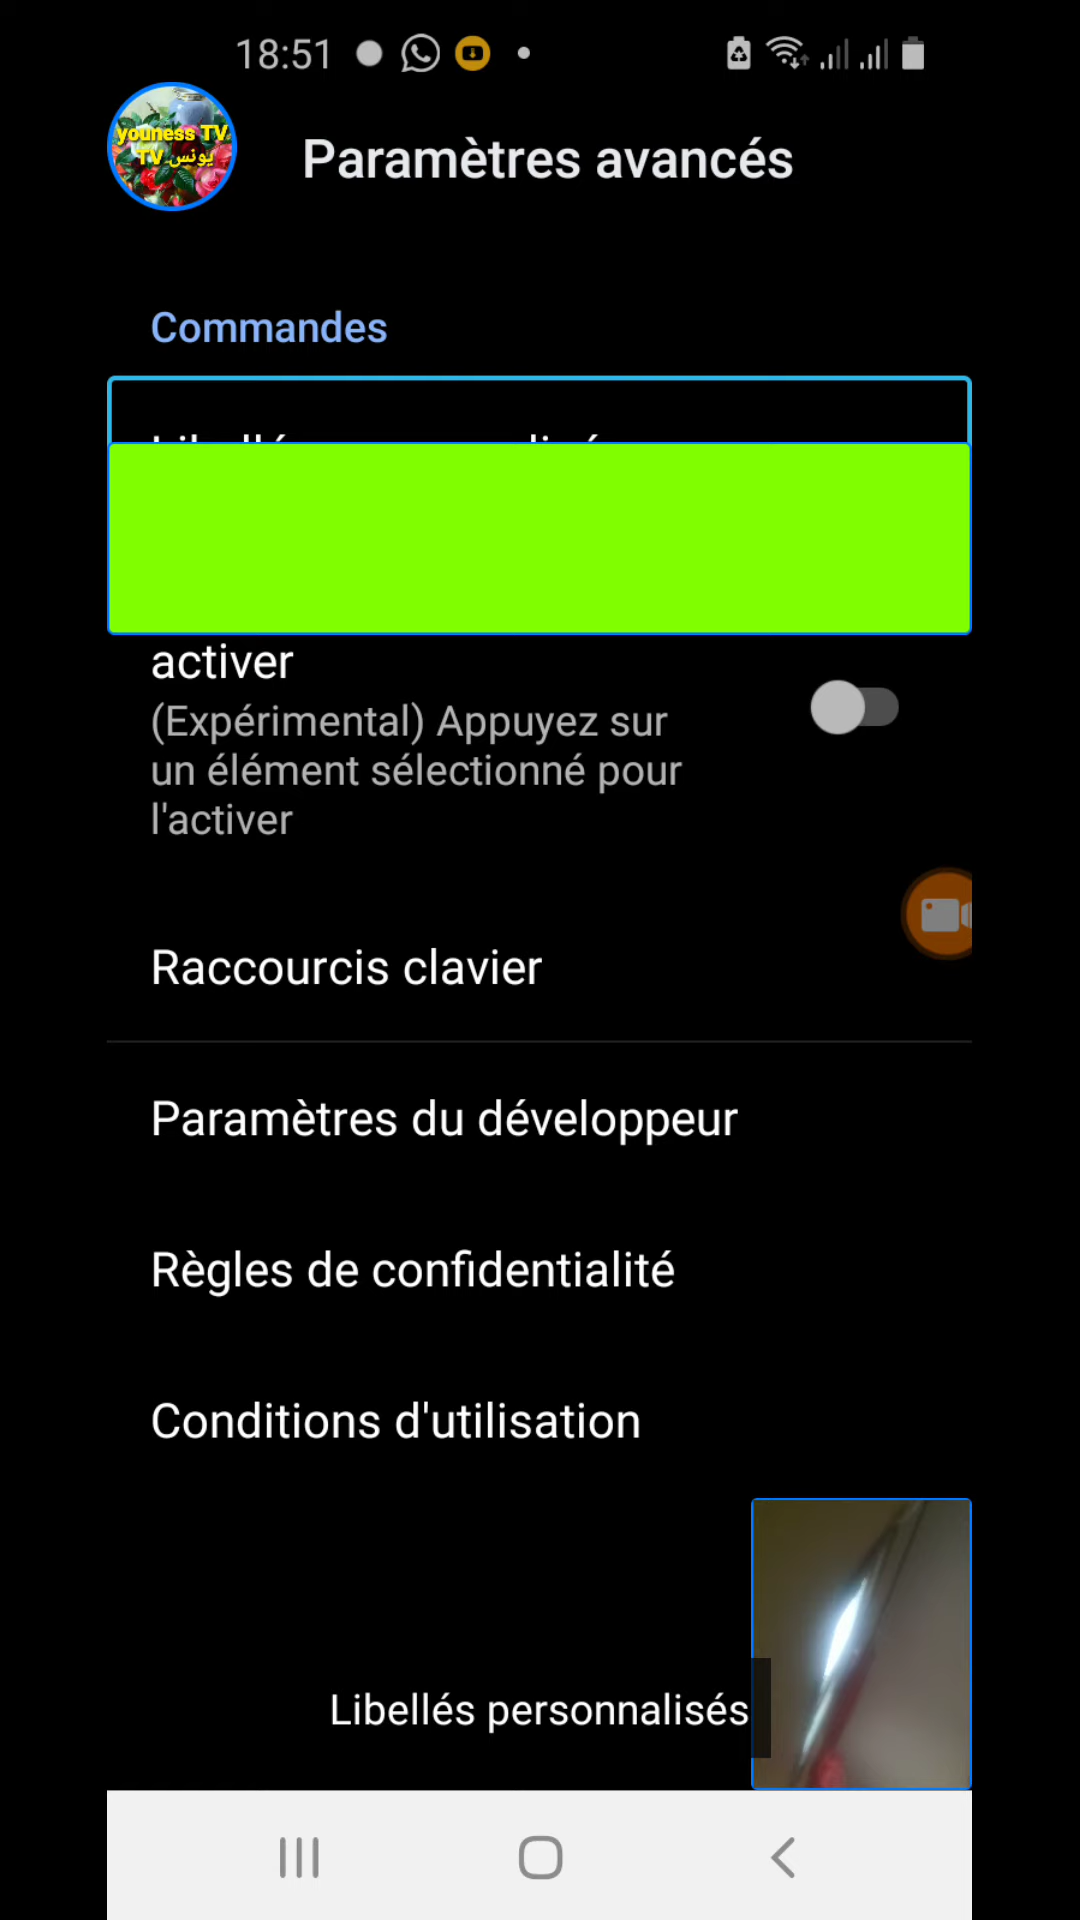 18:51
youness TV
يونس TV
Paramètres avancés
Commandes
activer
(Expérimental) Appuyez sur
un élément sélectionné pour
l'activer
Raccourcis clavier
Paramètres du développeur
Règles de confidentialité
Conditions d'utilisation
Libellés personnalisés